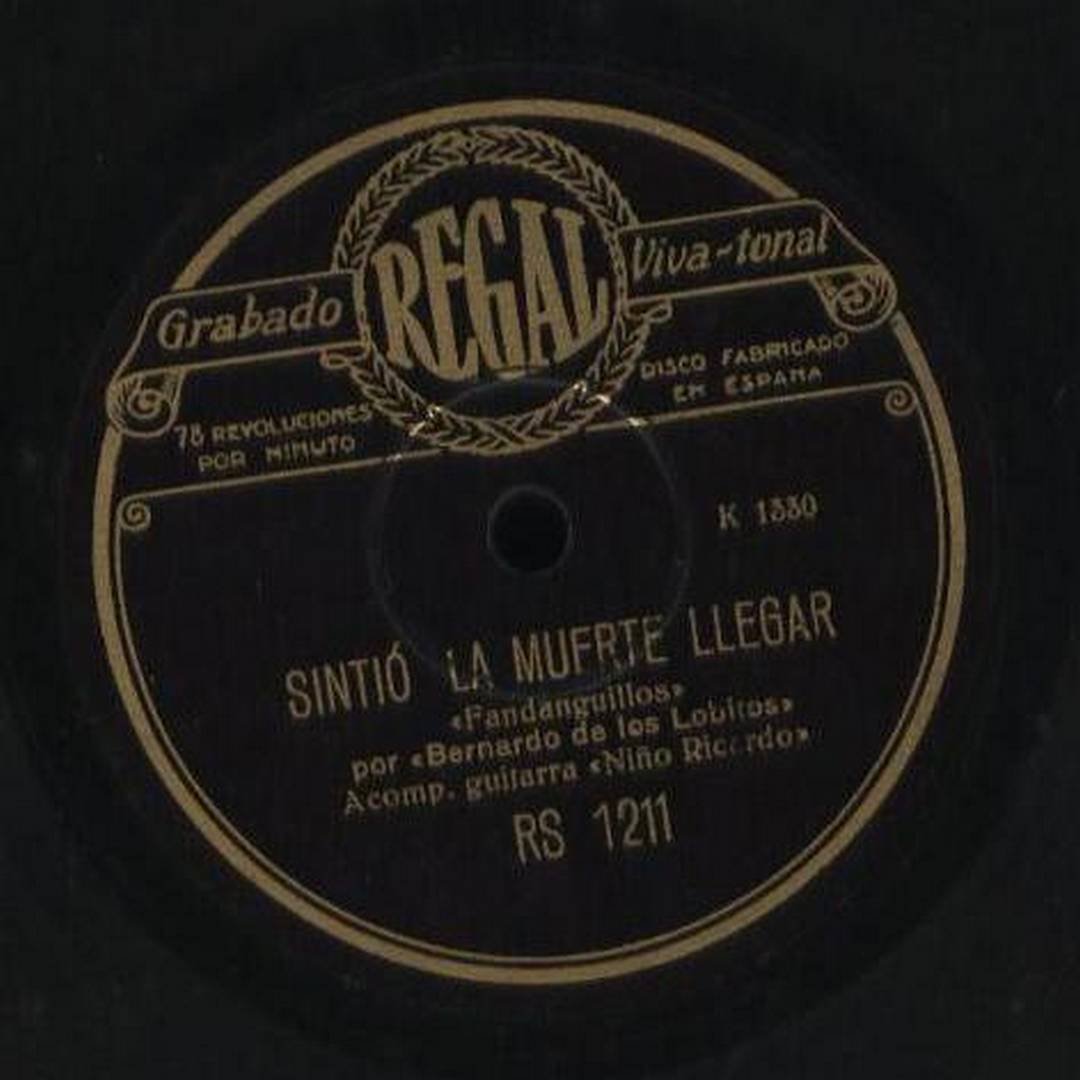 REGAL
Grabado Viva-tonal
78 REVOLUCIONES
POR MINUTO
DISCO FABRICADO
EN ESPAÑA
K 1330
SINTIÓ LA MUERTE LLEGAR
«Fandanguillos»
por «Bernardo de los Lobitos»
Acomp. guitarra «Niño Ricardo»
RS 1211